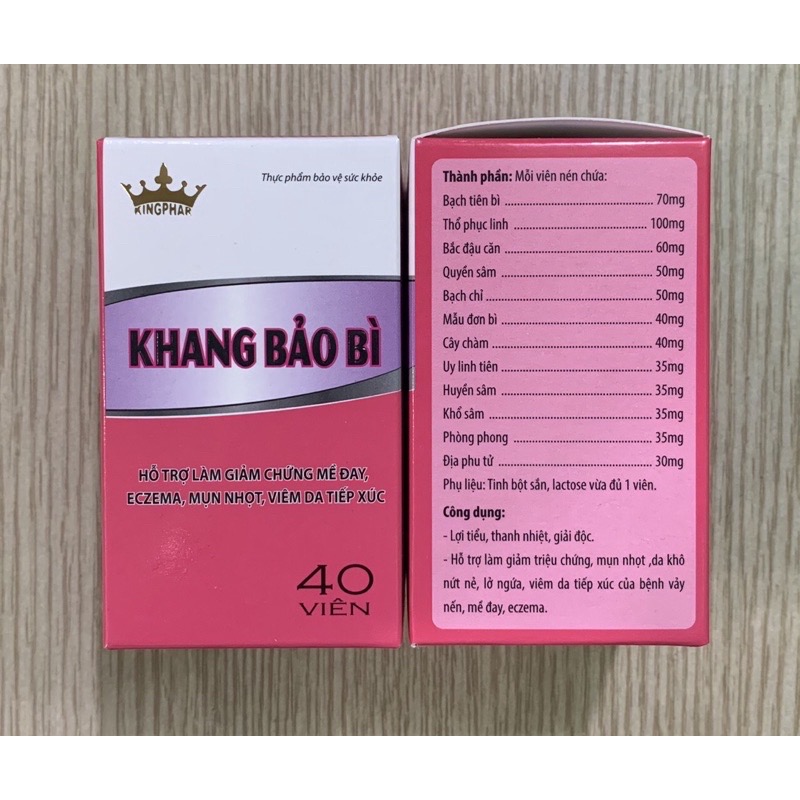 KINGPHAR
Thực phẩm bảo vệ sức khỏe
KHANG BẢO BÌ
HỖ TRỢ LÀM GIẢM CHỨNG MỀ ĐAY,
ECZEMA, MỤN NHỌT, VIÊM DA TIẾP XÚC
40
VIÊN
Thành phần: Mỗi viên nén chứa:
Bạch tiên bì ........ 70mg
Thổ phục linh ........ 100mg
Bắc đậu căn ........ 60mg
Quyền sâm ........ 50mg
Bạch chỉ ........ 50mg
Mẫu đơn bì ........ 40mg
Cây chàm ........ 40mg
Uy linh tiên ........ 35mg
Huyền sâm ........ 35mg
Khổ sâm ........ 35mg
Phòng phong ........ 35mg
Địa phu tử ........ 30mg
Phụ liệu: Tinh bột sắn, lactose vừa đủ 1 viên.
Công dụng:
- Lợi tiểu, thanh nhiệt, giải độc.
- Hỗ trợ làm giảm triệu chứng, mụn nhọt ,da khô
nứt nẻ, lở ngứa, viêm da tiếp xúc của bệnh vảy
nến, mề đay, eczema.